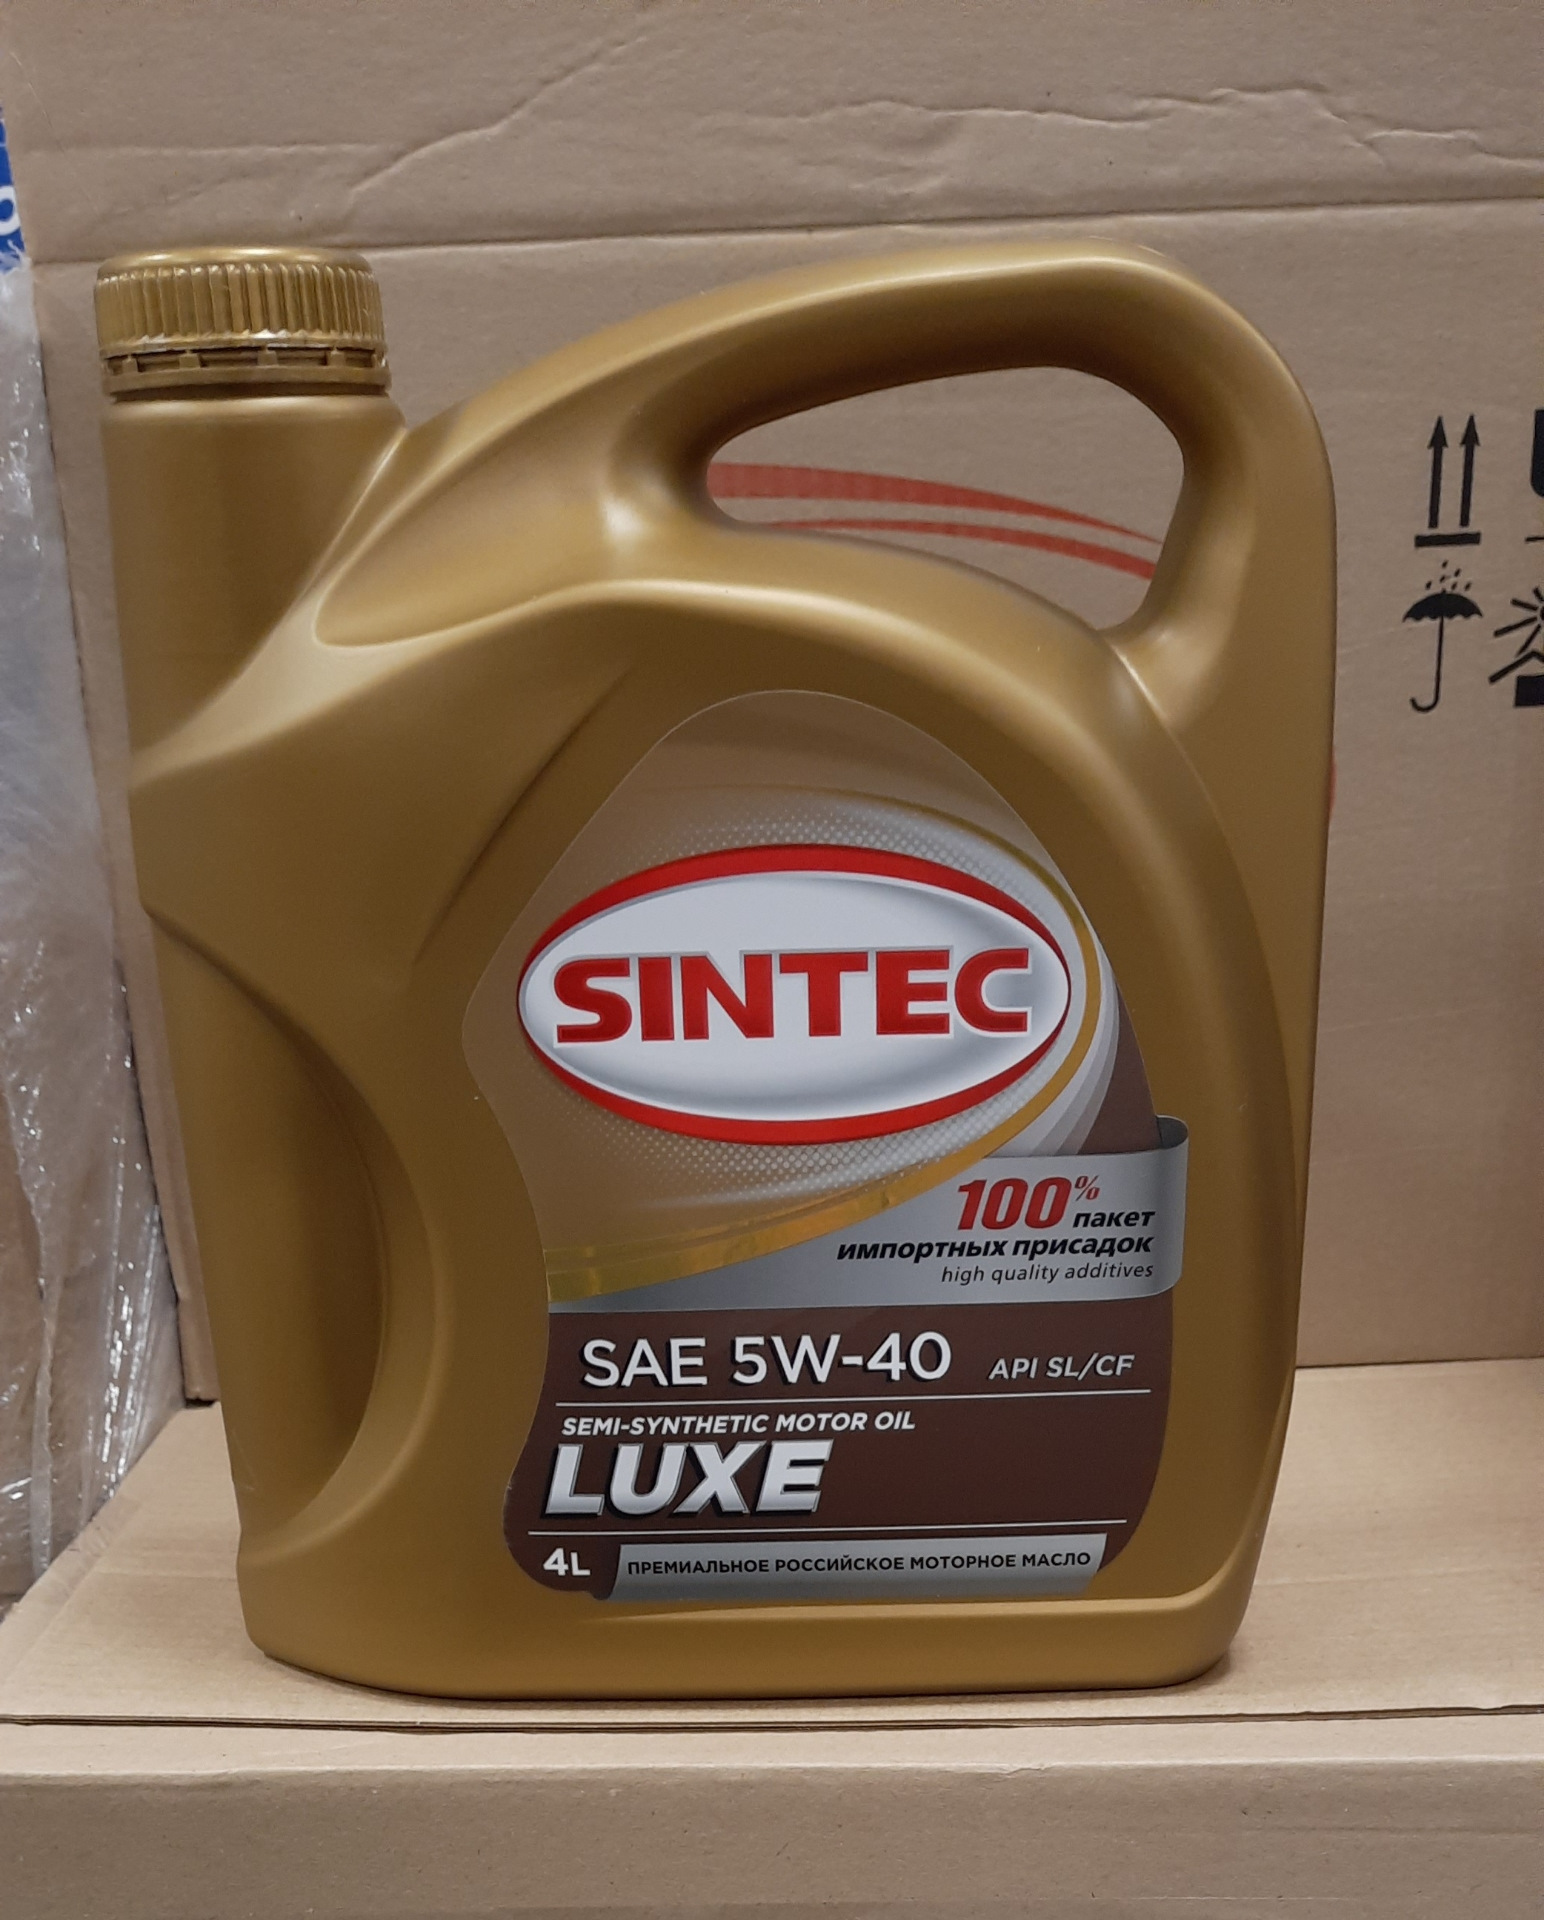 SINTEC
100% пакет
импортных присадок
high quality additives
SAE 5W-40 API SL/CF
SEMI-SYNTHETIC MOTOR OIL
LUXE
4L ПРЕМИАЛЬНОЕ РОССИЙСКОЕ МОТОРНОЕ МАСЛО